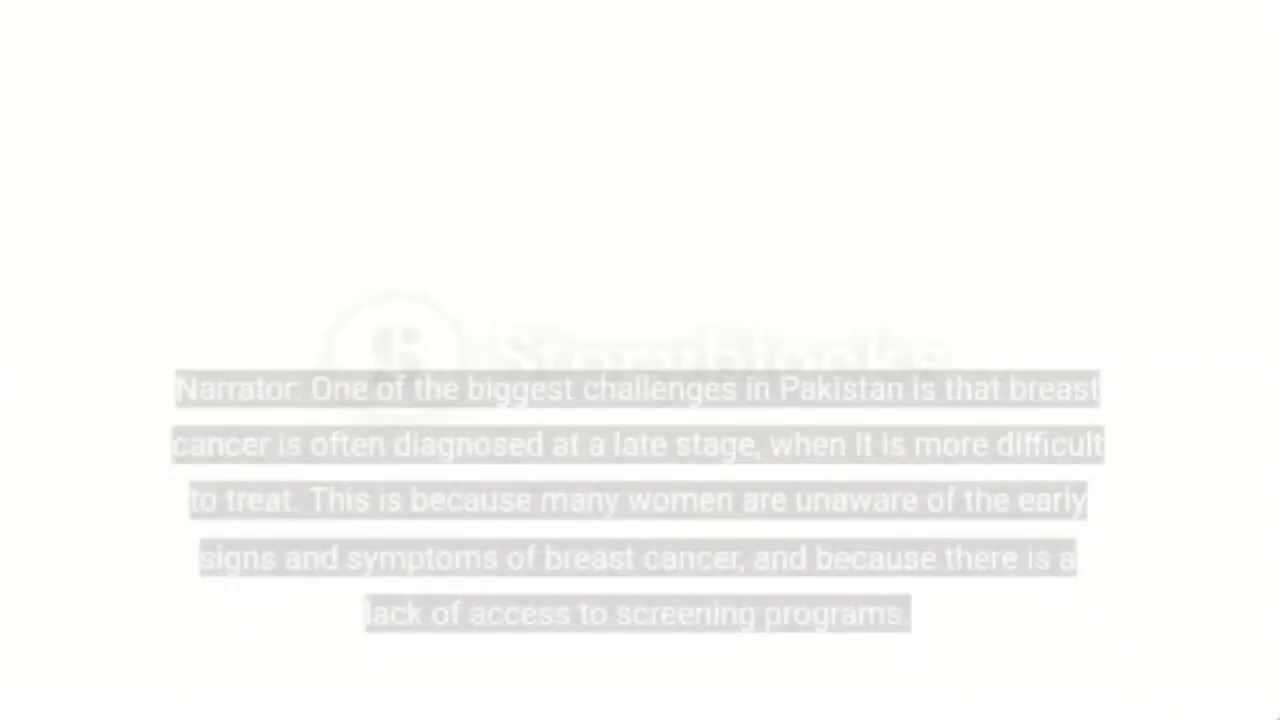 Storyblocks
Narrator: One of the biggest challenges in Pakistan is that breast
cancer is often diagnosed at a late stage, when it is more difficult
to treat. This is because many women are unaware of the early
signs and symptoms of breast cancer, and because there is a
lack of access to screening programs.